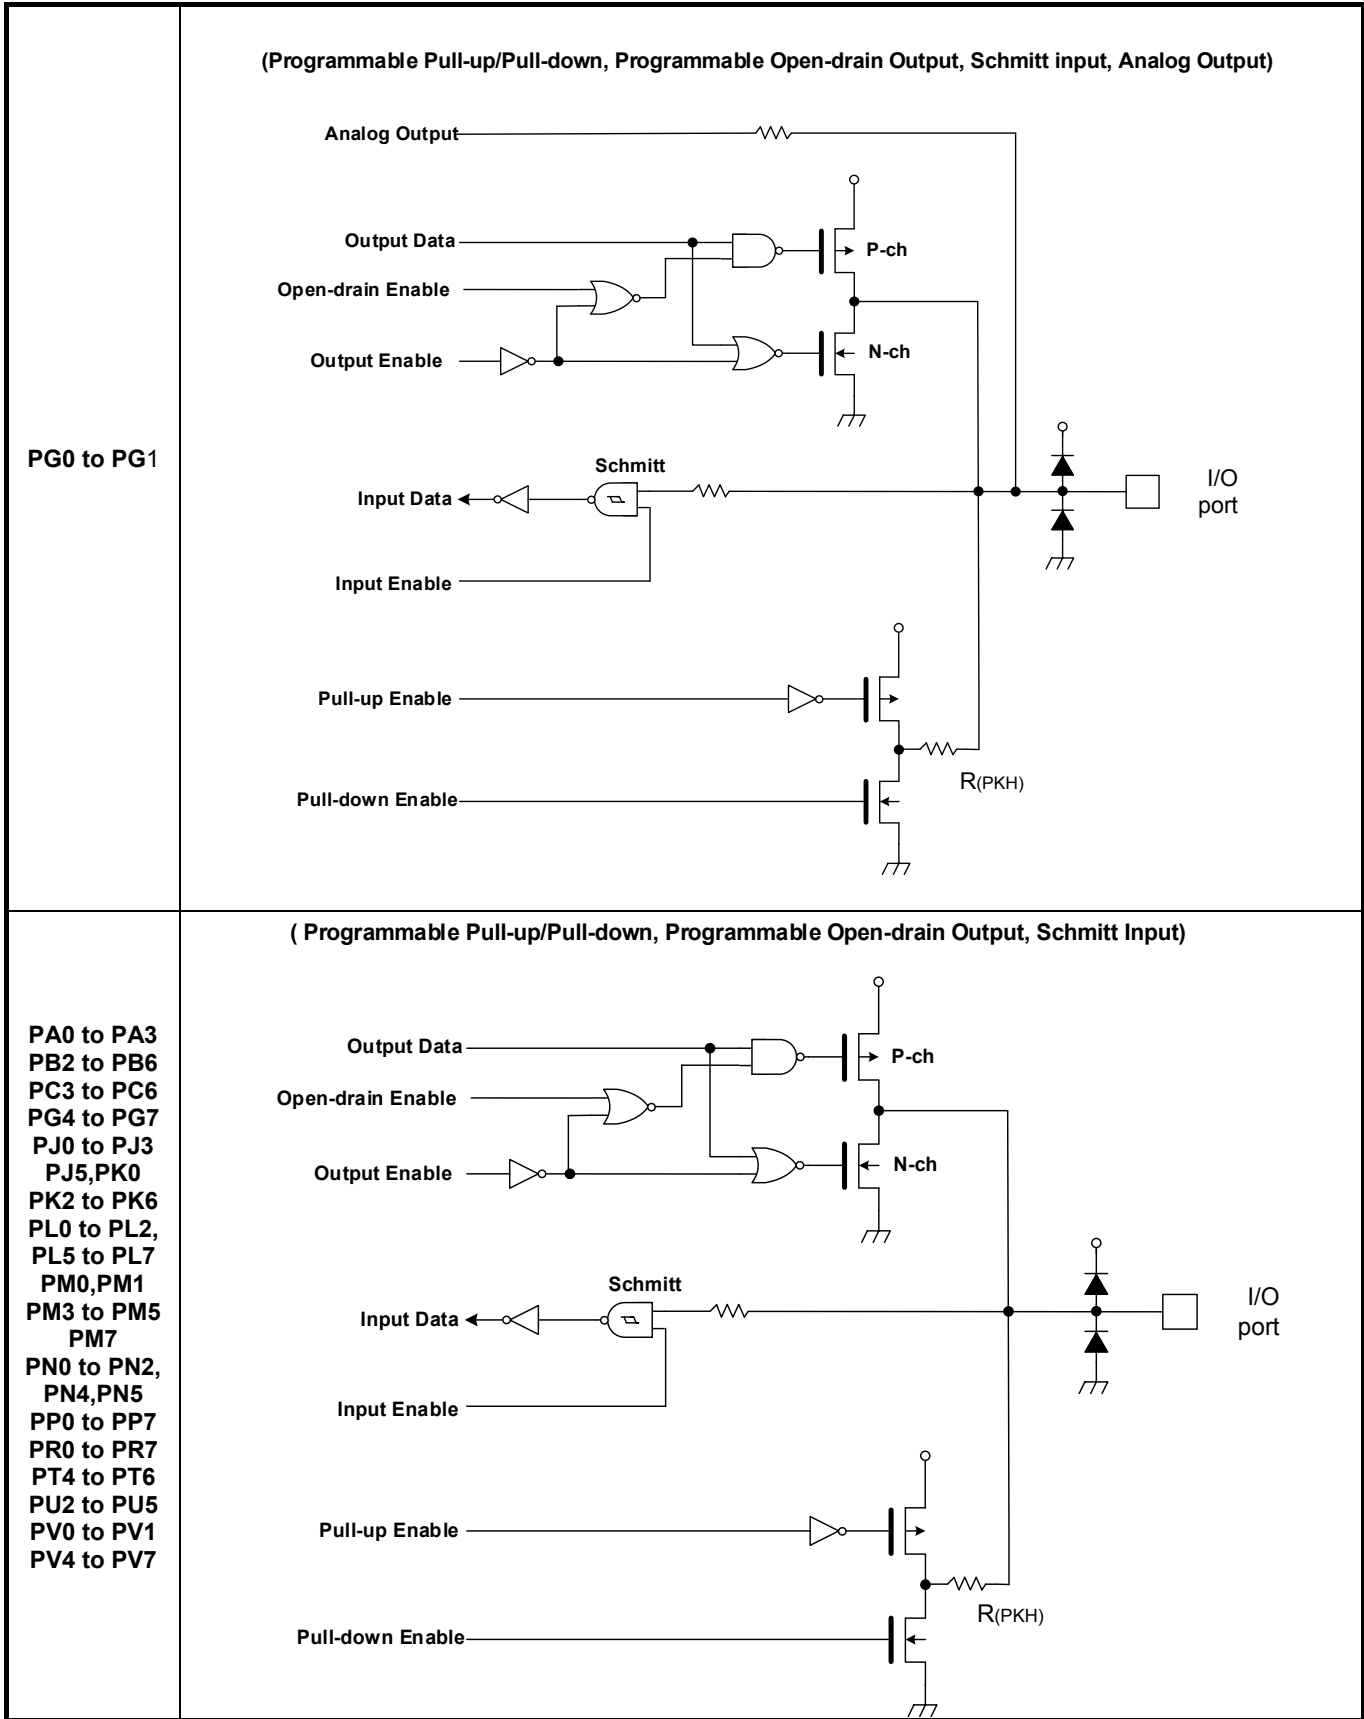 (Programmable Pull-up/Pull-down, Programmable Open-drain Output, Schmitt input, Analog Output)
Analog Output
Output Data
P-ch
Open-drain Enable
Output Enable
N-ch
PG0 to PG1
Schmitt
Input Data
I/O
port
Input Enable
Pull-up Enable
R(PKH)
Pull-down Enable
( Programmable Pull-up/Pull-down, Programmable Open-drain Output, Schmitt Input)
PA0 to PA3
PB2 to PB6
PC3 to PC6
PG4 to PG7
PJ0 to PJ3
PJ5,PK0
PK2 to PK6
PL0 to PL2,
PL5 to PL7
PM0,PM1
PM3 to PM5
PM7
PN0 to PN2,
PN4,PN5
PP0 to PP7
PR0 to PR7
PT4 to PT6
PU2 to PU5
PV0 to PV1
PV4 to PV7
Output Data
P-ch
Open-drain Enable
Output Enable
N-ch
Schmitt
Input Data
I/O
port
Input Enable
Pull-up Enable
R(PKH)
Pull-down Enable